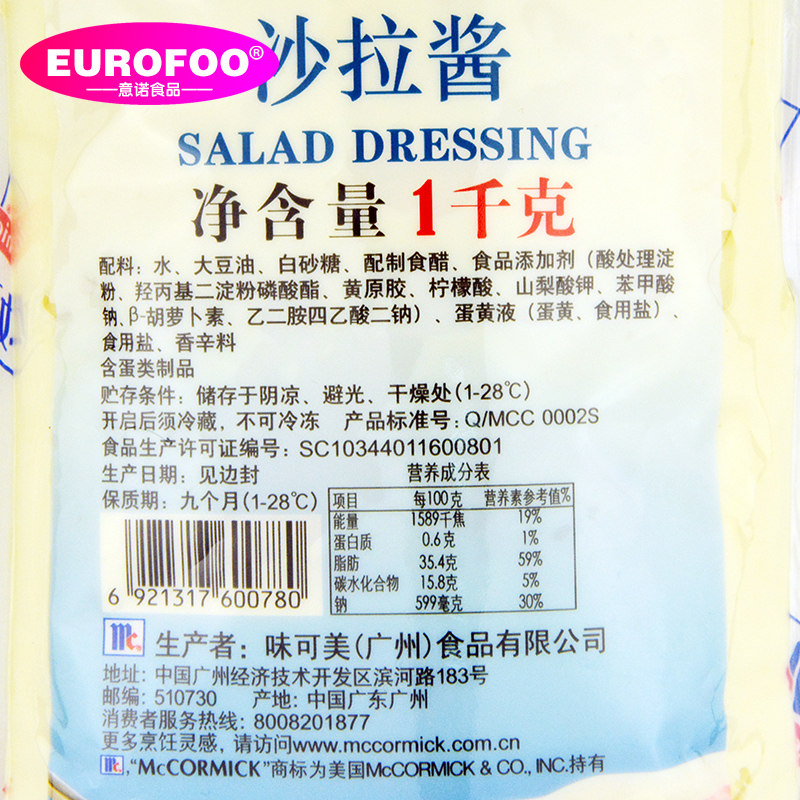 EUROFOO®
意诺食品
沙拉酱
SALAD DRESSING
净含量 1千克
配料：水、大豆油、白砂糖、配制食醋、食品添加剂（酸处理淀
粉、羟丙基二淀粉磷酸酯、黄原胶、柠檬酸、山梨酸钾、苯甲酸
钠、β-胡萝卜素、乙二胺四乙酸二钠）、蛋黄液（蛋黄、食用盐）、
食用盐、香辛料
含蛋类制品
贮存条件：储存于阴凉、避光、干燥处(1-28℃)
开启后须冷藏，不可冷冻 产品标准号：Q/MCC 0002S
食品生产许可证编号：SC10344011600801
生产日期：见边封
保质期：九个月(1-28℃)
营养成分表
项目 每100克 营养素参考值%
能量 1589千焦 19%
蛋白质 0.6克 1%
脂肪 35.4克 59%
碳水化合物 15.8克 5%
钠 599毫克 30%
6 921317 600780
mc 生产者：味可美(广州)食品有限公司
地址：中国广州经济技术开发区滨河路183号
邮编：510730 产地：中国广东广州
消费者服务热线：8008201877
更多烹饪灵感，请访问www.mccormick.com.cn
mc,“McCORMICK”商标为美国McCORMICK & CO., INC.持有